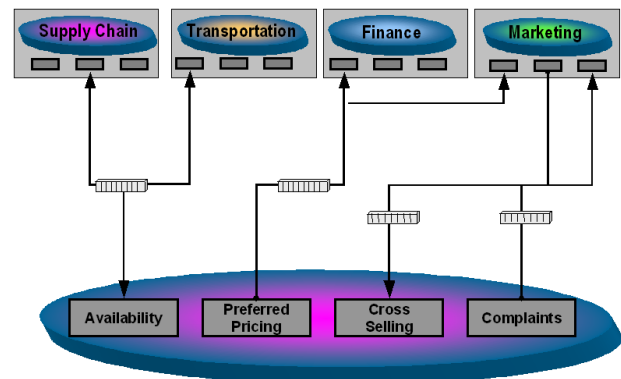 Supply Chain
Transportation
Finance
Marketing
Availability
Preferred
Pricing
Cross
Selling
Complaints